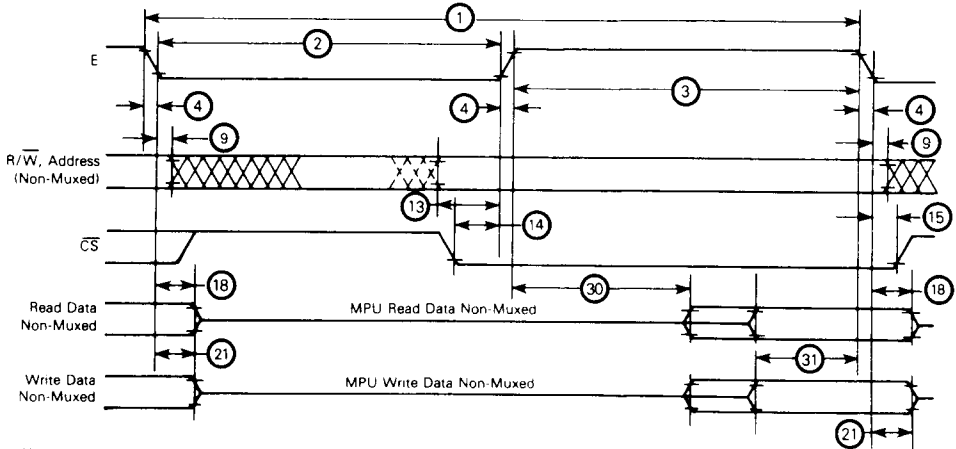 1
2
E
3
4
4
4
9
9
R/W̅, Address
(Non-Muxed)
13
14
15
C̅S̅
30
18
18
Read Data
Non-Muxed
MPU Read Data Non-Muxed
31
21
Write Data
Non-Muxed
MPU Write Data Non-Muxed
21